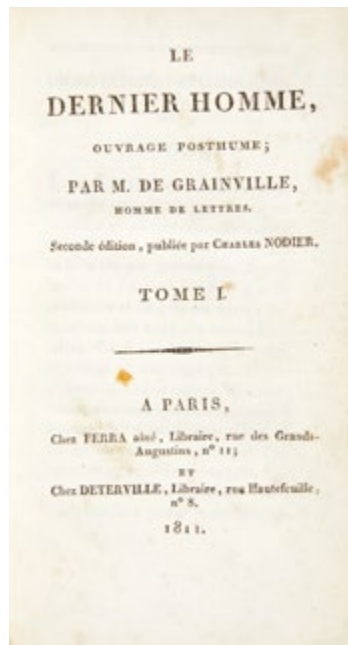 LE
DERNIER HOMME,
OUVRAGE POSTHUME;
PAR M. DE GRAINVILLE,
HOMME DE LETTRES.
Seconde édition, publiée par CHARLES NODIER.
TOME I.
A PARIS,
Chez FERRA aîné, Libraire, rue des Grands-
Augustins, n° 11;
ET
Chez DETERVILLE, Libraire, rue Hautefeuille,
n° 8.
1811.